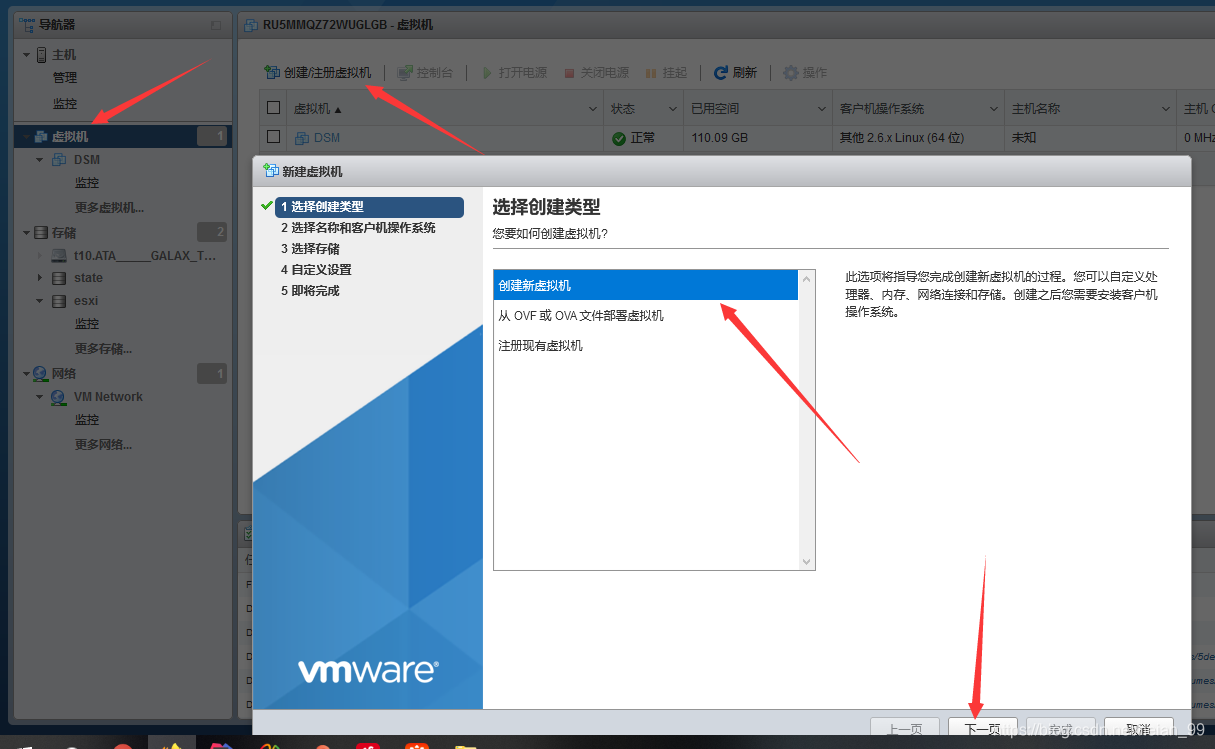 导航器
主机
管理
监控
虚拟机 1
DSM
监控
更多虚拟机...
存储 2
t10.ATA_____GALAX_T...
state
esxi
监控
更多存储...
网络 1
VM Network
监控
更多网络...
RU5MMQZ72WUGLGB - 虚拟机
创建/注册虚拟机 控制台 打开电源 关闭电源 挂起 刷新 操作
虚拟机 状态 已用空间 客户机操作系统 主机名称 主机
DSM 正常 110.09 GB 其他 2.6.x Linux (64 位) 未知 0 MHz
新建虚拟机
1 选择创建类型
2 选择名称和客户机操作系统
3 选择存储
4 自定义设置
5 即将完成
vmware®
选择创建类型
您要如何创建虚拟机?
创建新虚拟机
从 OVF 或 OVA 文件部署虚拟机
注册现有虚拟机
此选项将指导您完成创建新虚拟机的过程。您可以自定义处
理器、内存、网络连接和存储。创建之后您需要安装客户机
操作系统。
上一页 下一页 完成 取消